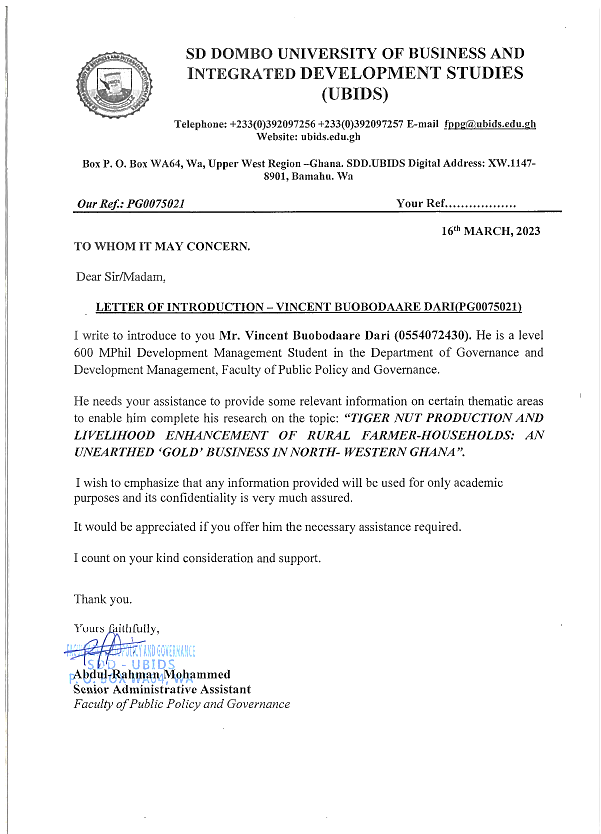 SD DOMBO UNIVERSITY OF BUSINESS AND
INTEGRATED DEVELOPMENT STUDIES
(UBIDS)
Telephone: +233(0)392097256 +233(0)392097257 E-mail fppg@ubids.edu.gh
Website: ubids.edu.gh
Box P. O. Box WA64, Wa, Upper West Region –Ghana. SDD.UBIDS Digital Address: XW.1147-
8901, Bamahu. Wa
Our Ref.: PG0075021 Your Ref..................
16th MARCH, 2023
TO WHOM IT MAY CONCERN.
Dear Sir/Madam,
LETTER OF INTRODUCTION – VINCENT BUOBODAARE DARI(PG0075021)
I write to introduce to you Mr. Vincent Buobodaare Dari (0554072430). He is a level
600 MPhil Development Management Student in the Department of Governance and
Development Management, Faculty of Public Policy and Governance.
He needs your assistance to provide some relevant information on certain thematic areas
to enable him complete his research on the topic: “TIGER NUT PRODUCTION AND
LIVELIHOOD ENHANCEMENT OF RURAL FARMER-HOUSEHOLDS: AN
UNEARTHED ‘GOLD’ BUSINESS IN NORTH- WESTERN GHANA”.
I wish to emphasize that any information provided will be used for only academic
purposes and its confidentiality is very much assured.
It would be appreciated if you offer him the necessary assistance required.
I count on your kind consideration and support.
Thank you.
Yours faithfully,
POLICY AND GOVERNANCE
SDD - UBIDS
P. O. BOX WA64, WA
Abdul-Rahman Mohammed
Senior Administrative Assistant
Faculty of Public Policy and Governance